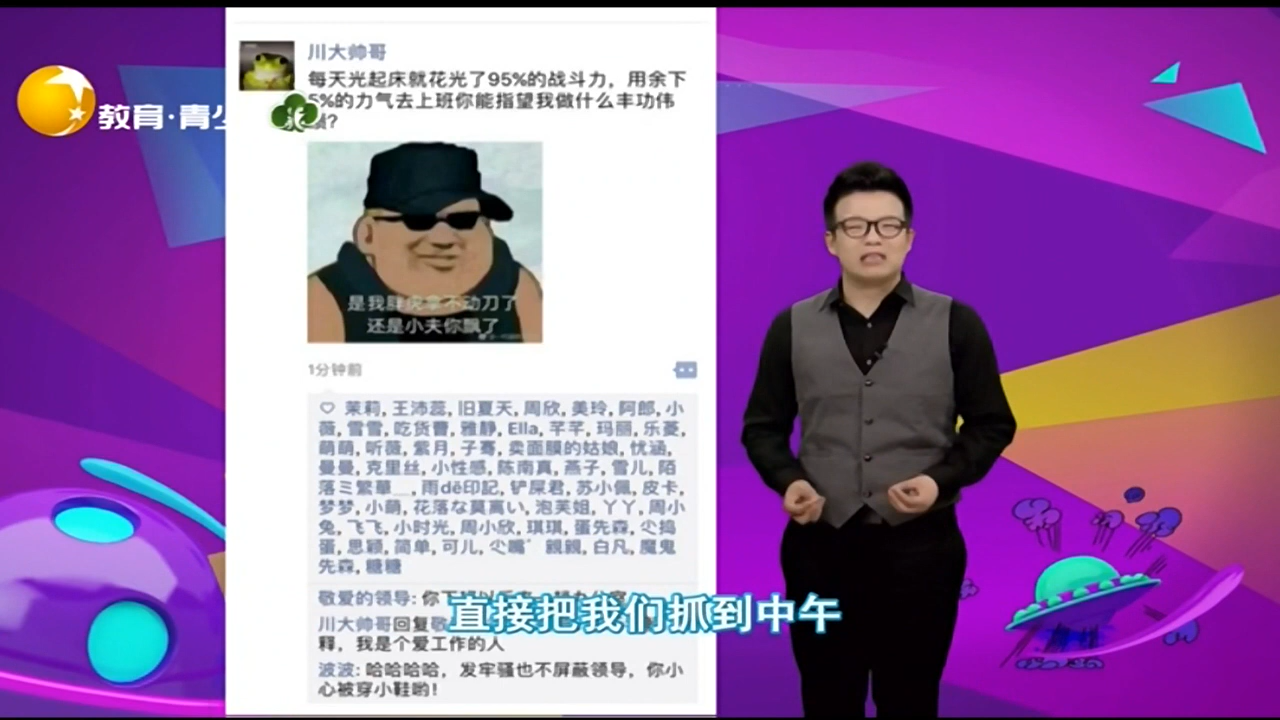 川大帅哥
每天光起床就花光了95%的战斗力，用余下
5%的力气去上班你能指望我做什么丰功伟
绩?
教育·青少
是我胖虎拿不动刀了
还是小夫你飘了
1分钟前
茉莉, 王沛蕊, 旧夏天, 周欣, 美玲, 阿郎, 小
薇, 雪雪, 吃货曹, 雅静, Ella, 芊芊, 玛丽, 乐菱,
萌萌, 听薇, 紫月, 子骞, 卖面膜的姑娘, 忧涵,
曼曼, 克里丝, 小性感, 陈南真, 燕子, 雪儿, 陌
落ミ繁華__, 雨dě印記, 铲屎君, 苏小佩, 皮卡,
梦梦, 小萌, 花落な莫离い, 泡芙姐, 丫丫, 周小
兔, 飞飞, 小时光, 周小欣, 琪琪, 蛋先森, 尐捣
蛋, 思颖, 简单, 可儿, 尐嘴゛親親, 白凡, 魔鬼
先森, 糖糖
敬爱的领导: 你下
直接把我们抓到中午
川大帅哥回复敬
释，我是个爱工作的人
波波: 哈哈哈哈，发牢骚也不屏蔽领导，你小
心被穿小鞋哟!